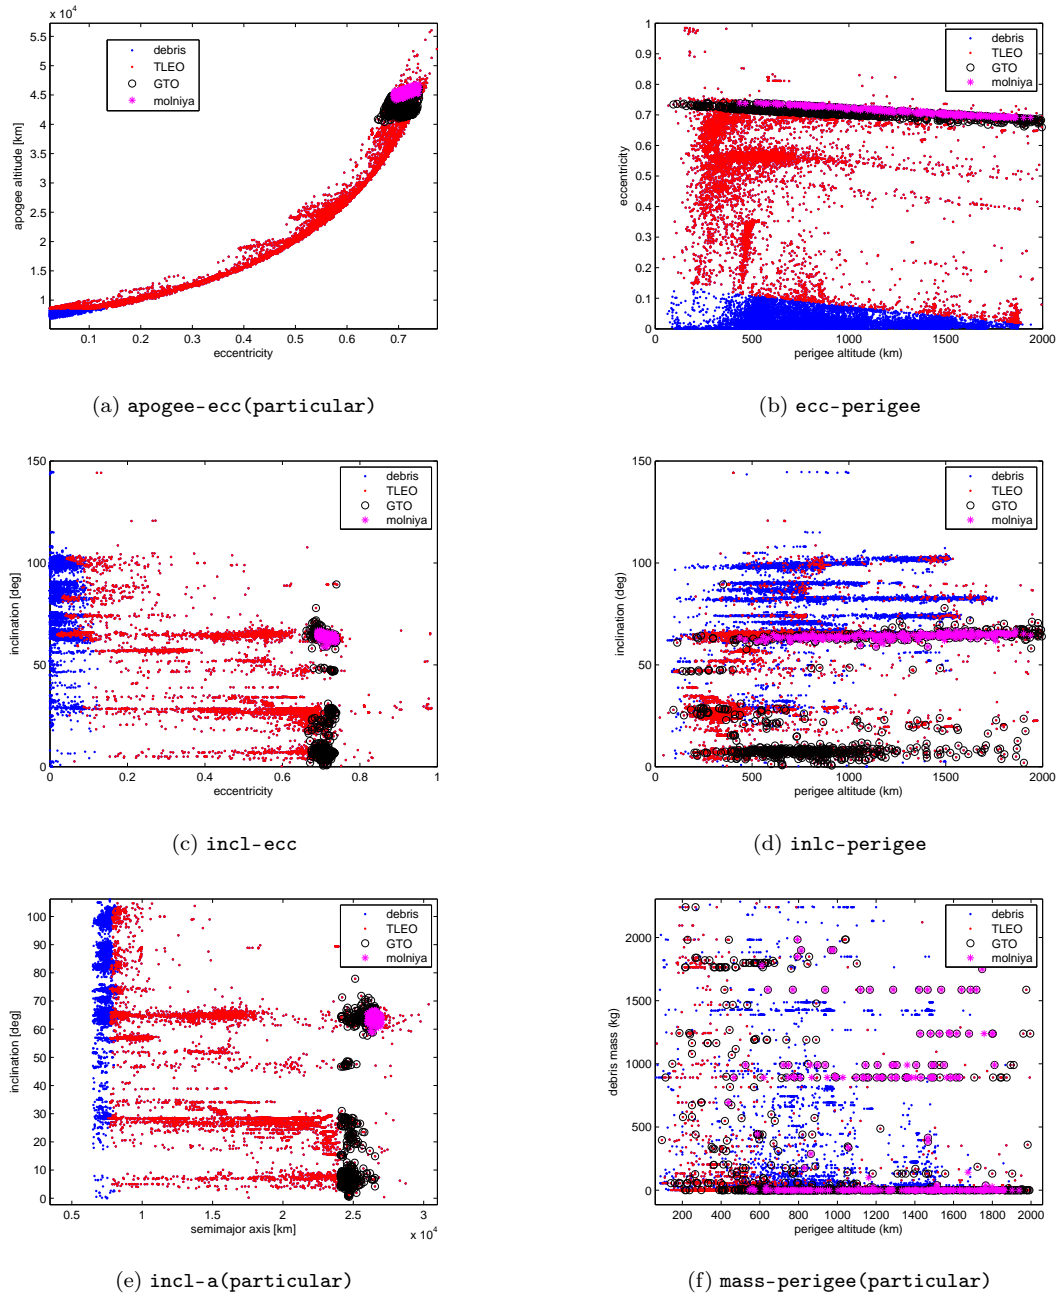 x 10⁴
5.5
5
4.5
4
3.5
3
2.5
2
1.5
1
0.1 0.2 0.3 0.4 0.5 0.6 0.7
apogee altitude [km]
eccentricity
debris
TLEO
GTO
molniya
(a) apogee-ecc(particular)
1
0.9
0.8
0.7
0.6
0.5
0.4
0.3
0.2
0.1
0
0 500 1000 1500 2000
eccentricity
perigee altitude (km)
debris
TLEO
GTO
molniya
(b) ecc-perigee
150
100
50
0
0 0.2 0.4 0.6 0.8 1
inclination [deg]
eccentricity
debris
TLEO
GTO
molniya
(c) incl-ecc
150
100
50
0
0 500 1000 1500 2000
inclination (deg)
perigee altitude (km)
debris
TLEO
GTO
molniya
(d) inlc-perigee
100
90
80
70
60
50
40
30
20
10
0
0.5 1 1.5 2 2.5 3
x 10⁴
inclination [deg]
semimajor axis [km]
debris
TLEO
GTO
molniya
(e) incl-a(particular)
2000
1500
1000
500
0
200 400 600 800 1000 1200 1400 1600 1800 2000
debris mass (kg)
perigee altitude (km)
debris
TLEO
GTO
molniya
(f) mass-perigee(particular)